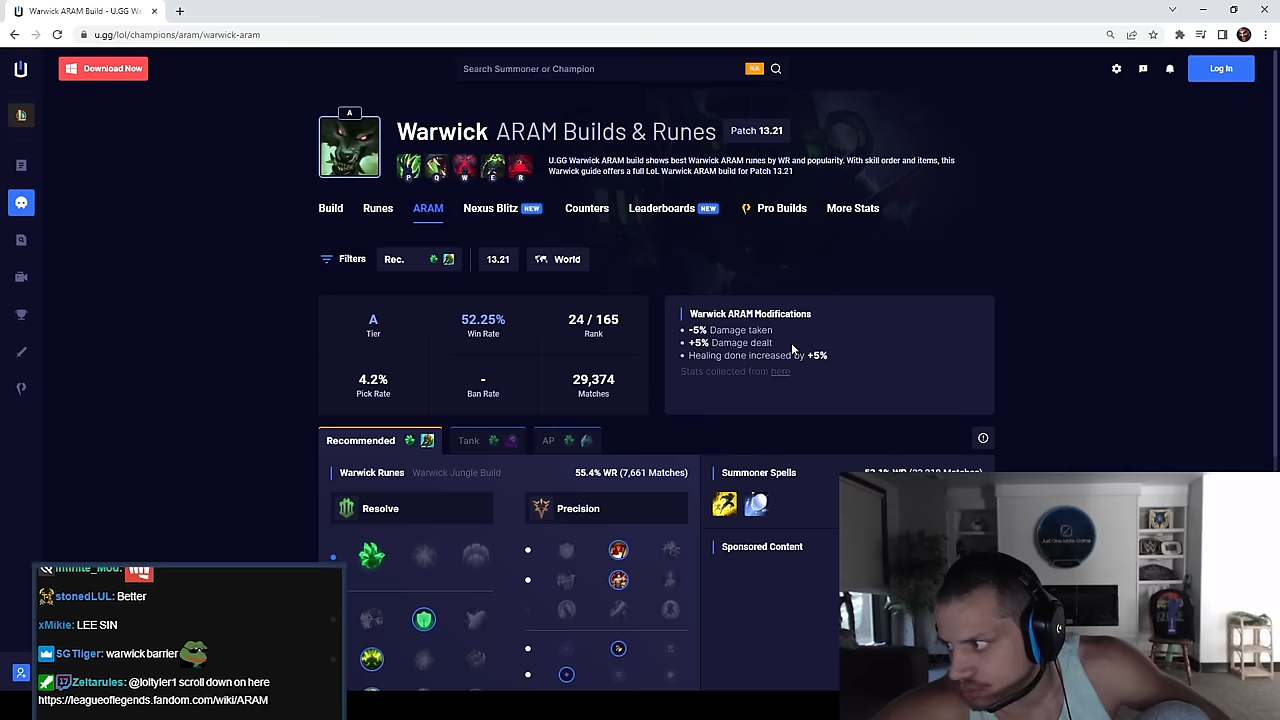 Warwick ARAM Build - U.GG Wa
u.gg/lol/champions/aram/warwick-aram
Download Now
Search Summoner or Champion
NA
Log In
A
Warwick ARAM Builds & Runes
Patch 13.21
P
Q
W
E
R
U.GG Warwick ARAM build shows best Warwick ARAM runes by WR and popularity. With skill order and items, this
Warwick guide offers a full LoL Warwick ARAM build for Patch 13.21
Build
Runes
ARAM
Nexus Blitz NEW
Counters
Leaderboards NEW
Pro Builds
More Stats
Filters
Rec.
13.21
World
A
Tier
52.25%
Win Rate
24 / 165
Rank
4.2%
Pick Rate
-
Ban Rate
29,374
Matches
Warwick ARAM Modifications
-5% Damage taken
+5% Damage dealt
Healing done increased by +5%
Stats collected from here
Recommended
Tank
AP
Warwick Runes Warwick Jungle Build
55.4% WR (7,661 Matches)
Resolve
Precision
Summoner Spells
Sponsored Content
Infinite_Mod:
stonedLUL: Better
xMikie: LEE SIN
warwick barrier
Zeltarules: @loltyler1 scroll down on here
https://leagueoflegends.fandom.com/wiki/ARAM
Just One More Game